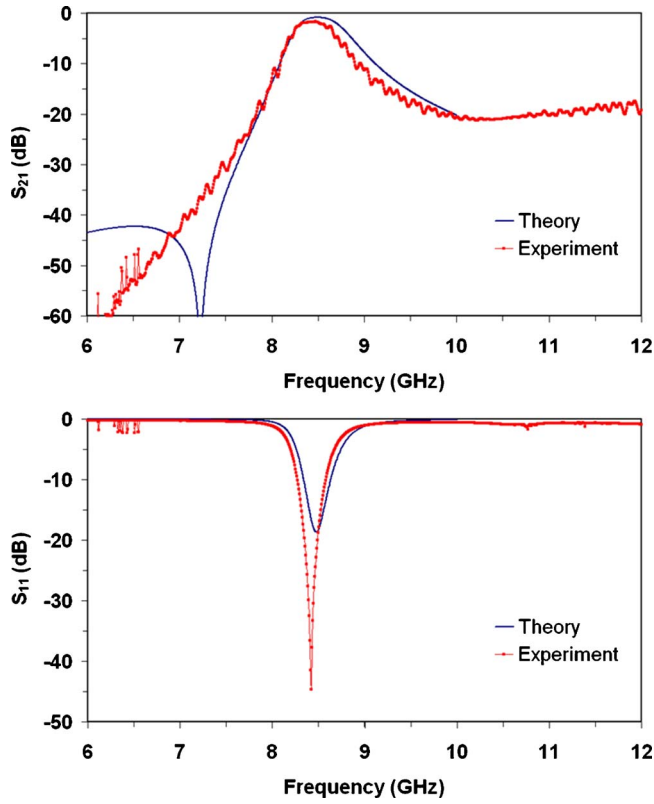 0
-10
-20
-30
-40
-50
-60
S21 (dB)
Theory
Experiment
6 7 8 9 10 11 12
Frequency (GHz)
0
-10
-20
-30
-40
-50
S11 (dB)
Theory
Experiment
6 7 8 9 10 11 12
Frequency (GHz)